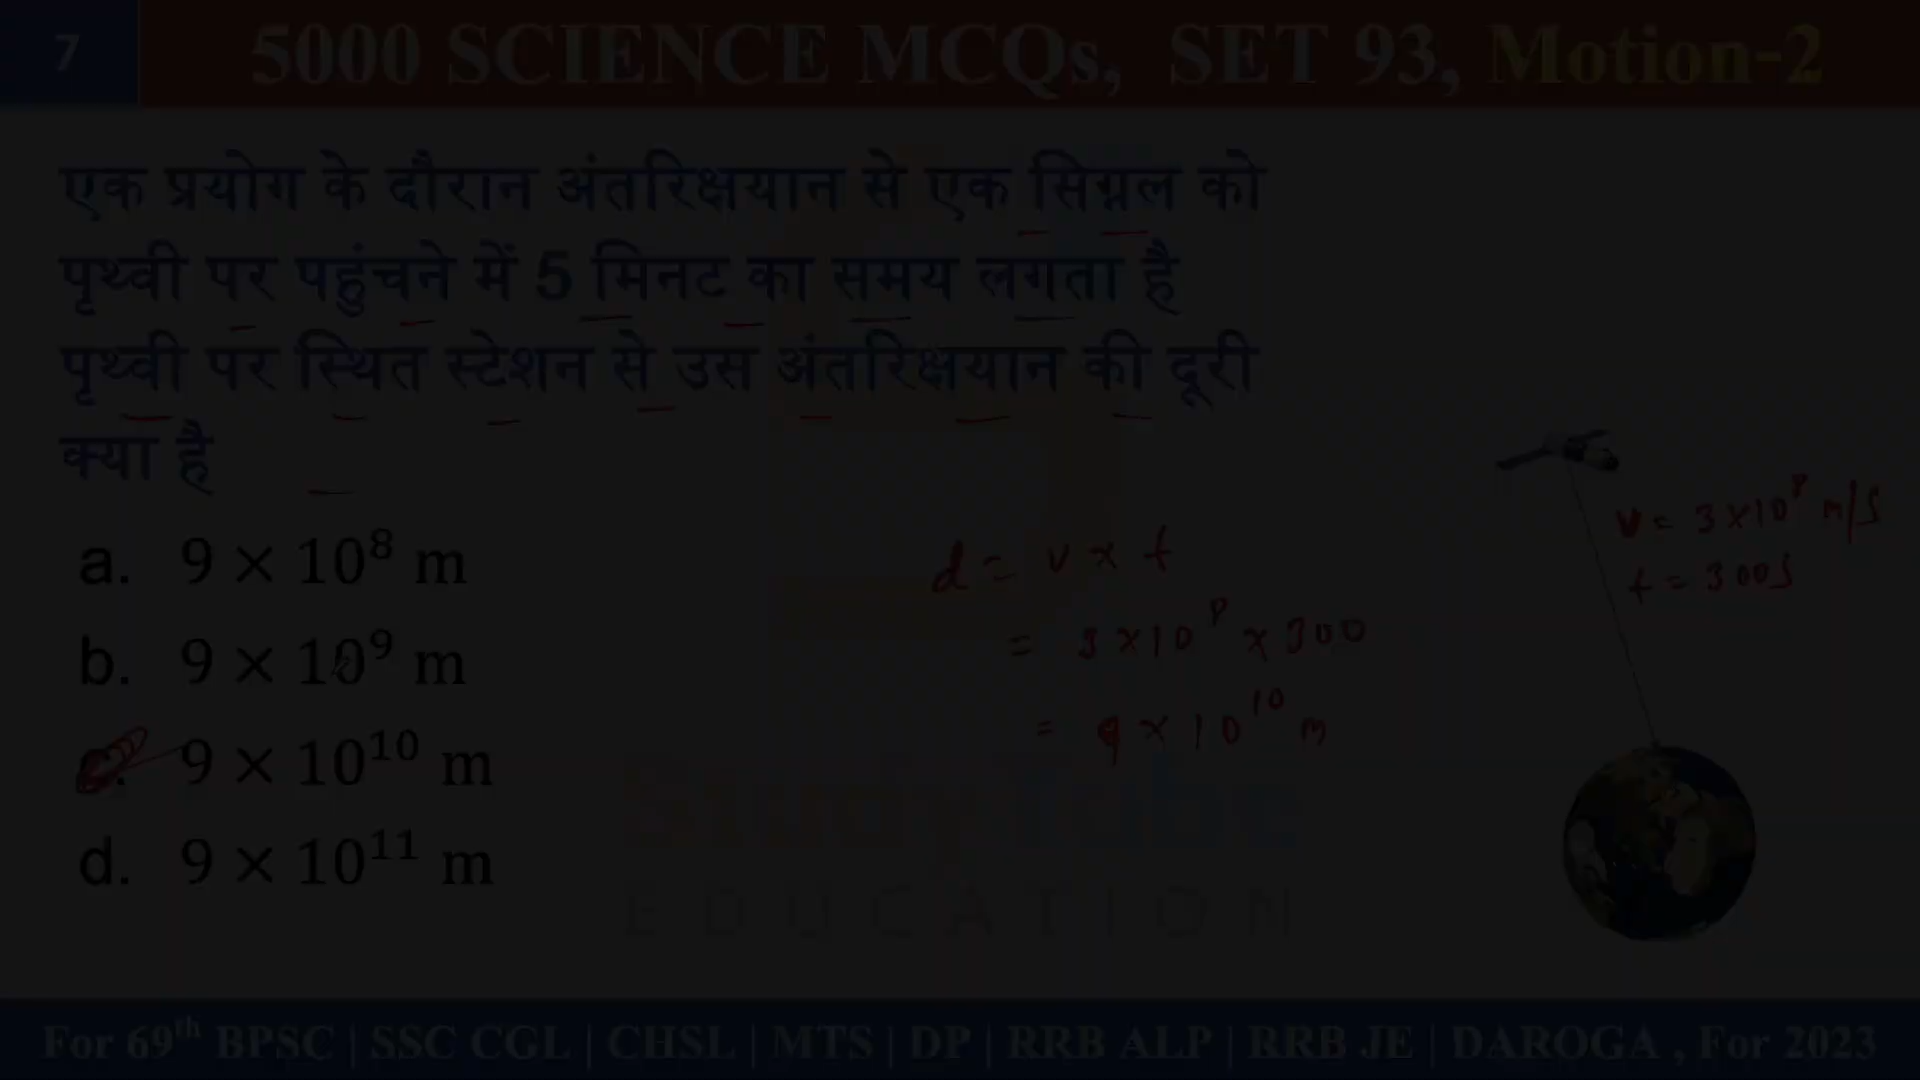 7
5000 SCIENCE MCQs, SET 93, Motion-2
एक प्रयोग के दौरान अंतरिक्षयान से एक सिग्नल को
पृथ्वी पर पहुंचने में 5 मिनट का समय लगता है
पृथ्वी पर स्थित स्टेशन से उस अंतरिक्षयान की दूरी
क्या है
a. 9 × 10⁸ m
b. 9 × 10⁹ m
c. 9 × 10¹⁰ m
d. 9 × 10¹¹ m
d = v × t
= 3 × 10⁸ × 300
= 9 × 10¹⁰ m
v = 3 × 10⁸ m/s
t = 300s
EDUCATION
For 69th BPSC | SSC CGL | CHSL | MTS | DP | RRB ALP | RRB JE | DAROGA , For 2023